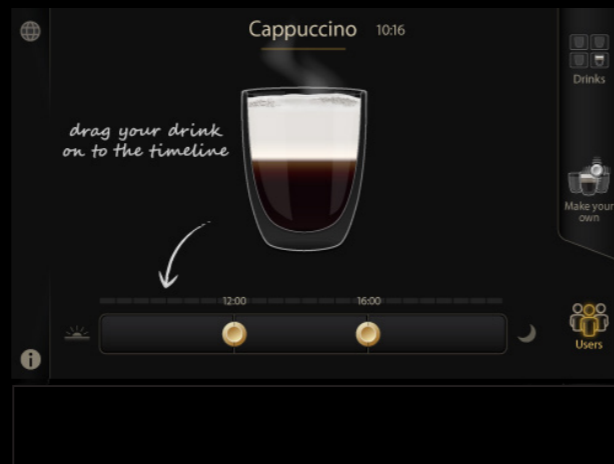 Cappuccino 10:16
Drinks
drag your drink
on to the timeline
Make your
own
12:00 16:00
Users
i